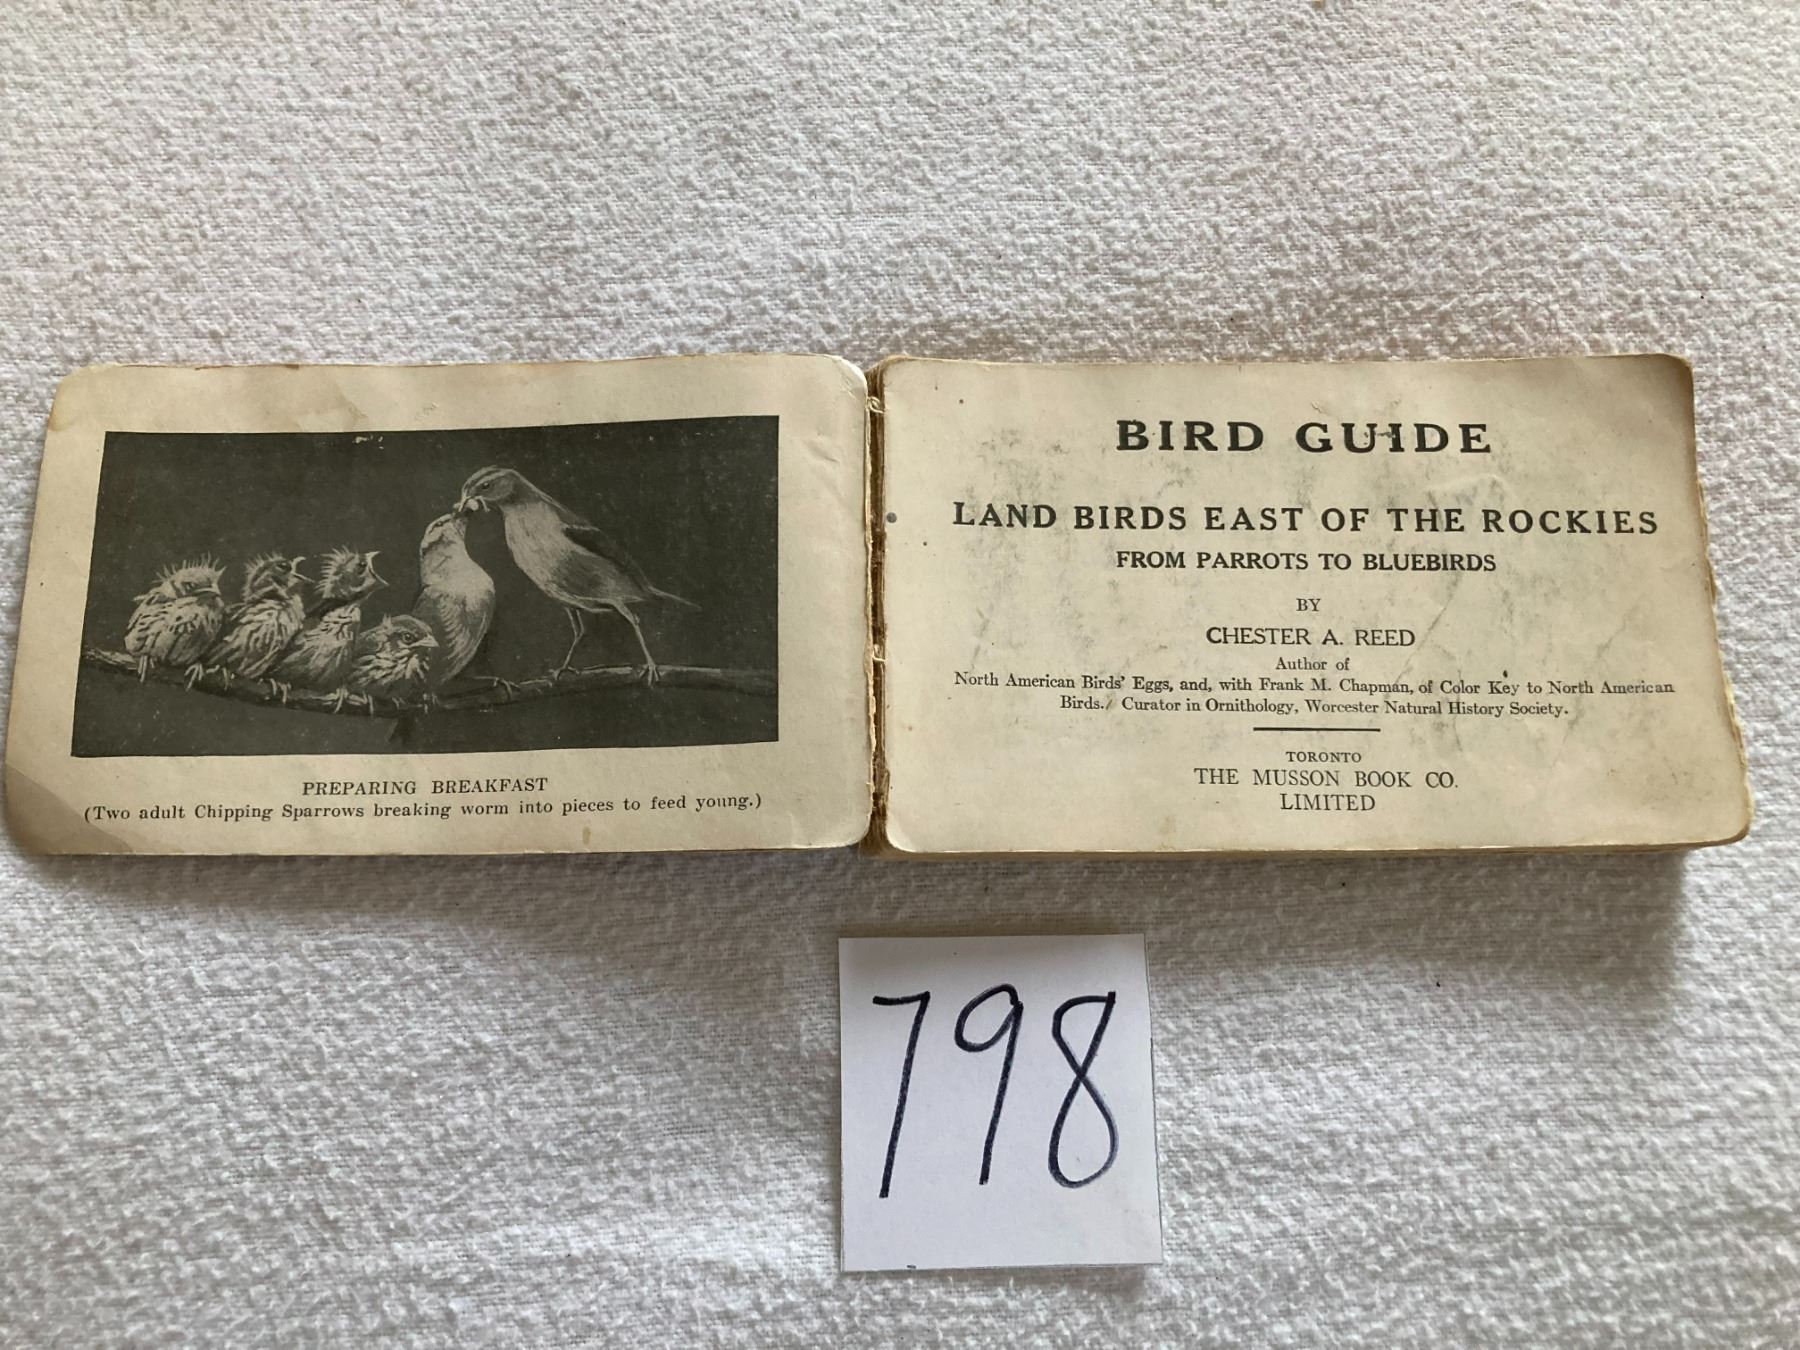 PREPARING BREAKFAST
(Two adult Chipping Sparrows breaking worm into pieces to feed young.)
BIRD GUIDE
LAND BIRDS EAST OF THE ROCKIES
FROM PARROTS TO BLUEBIRDS
BY
CHESTER A. REED
Author of
North American Birds' Eggs, and, with Frank M. Chapman, of Color Key to North American
Birds. Curator in Ornithology, Worcester Natural History Society.
TORONTO
THE MUSSON BOOK CO.
LIMITED
798